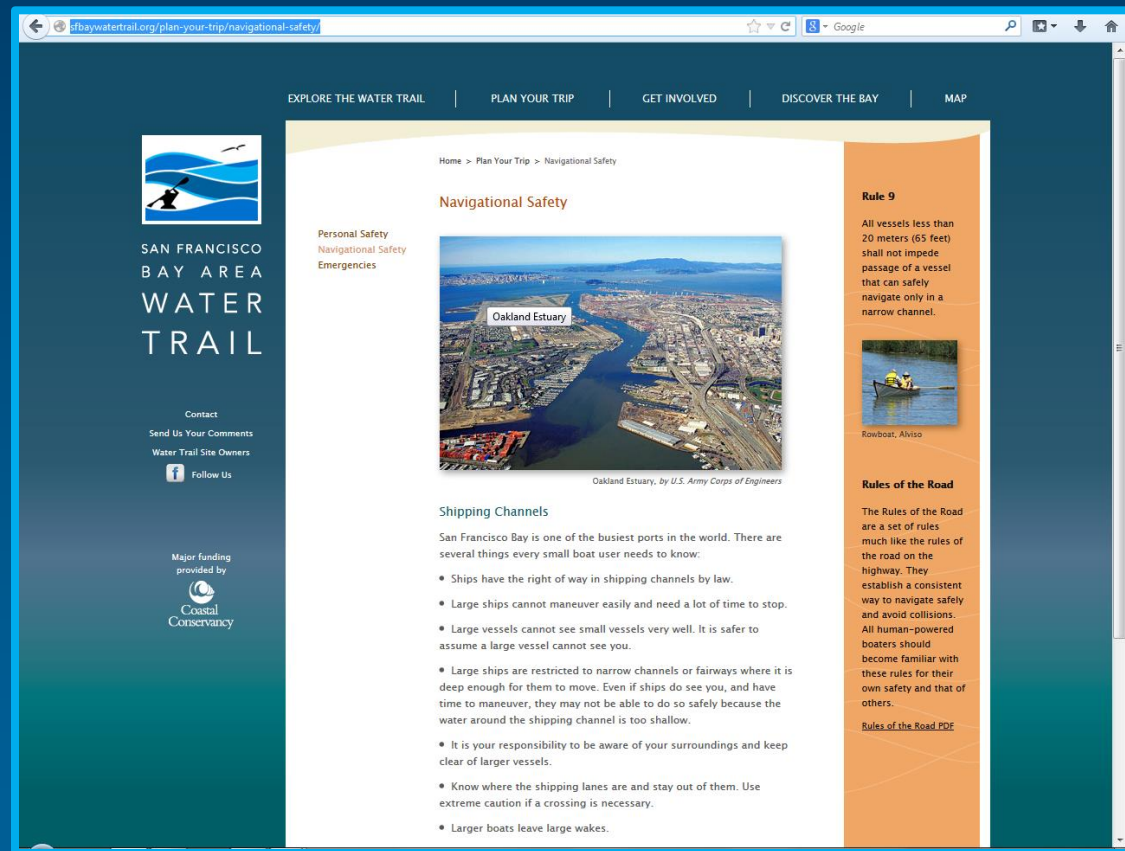 sfbaywatertrail.org/plan-your-trip/navigational-safety/
Google
EXPLORE THE WATER TRAIL
PLAN YOUR TRIP
GET INVOLVED
DISCOVER THE BAY
MAP
SAN FRANCISCO
BAY AREA
WATER
TRAIL
Contact
Send Us Your Comments
Water Trail Site Owners
Follow Us
Major funding
provided by
Coastal
Conservancy
Personal Safety
Navigational Safety
Emergencies
Home > Plan Your Trip > Navigational Safety
Navigational Safety
Oakland Estuary
Oakland Estuary, by U.S. Army Corps of Engineers
Shipping Channels
San Francisco Bay is one of the busiest ports in the world. There are
several things every small boat user needs to know:
• Ships have the right of way in shipping channels by law.
• Large ships cannot maneuver easily and need a lot of time to stop.
• Large vessels cannot see small vessels very well. It is safer to
assume a large vessel cannot see you.
• Large ships are restricted to narrow channels or fairways where it is
deep enough for them to move. Even if ships do see you, and have
time to maneuver, they may not be able to do so safely because the
water around the shipping channel is too shallow.
• It is your responsibility to be aware of your surroundings and keep
clear of larger vessels.
• Know where the shipping lanes are and stay out of them. Use
extreme caution if a crossing is necessary.
• Larger boats leave large wakes.
Rule 9
All vessels less than
20 meters (65 feet)
shall not impede
passage of a vessel
that can safely
navigate only in a
narrow channel.
Rowboat, Alviso
Rules of the Road
The Rules of the Road
are a set of rules
much like the rules of
the road on the
highway. They
establish a consistent
way to navigate safely
and avoid collisions.
All human-powered
boaters should
become familiar with
these rules for their
own safety and that of
others.
Rules of the Road PDF